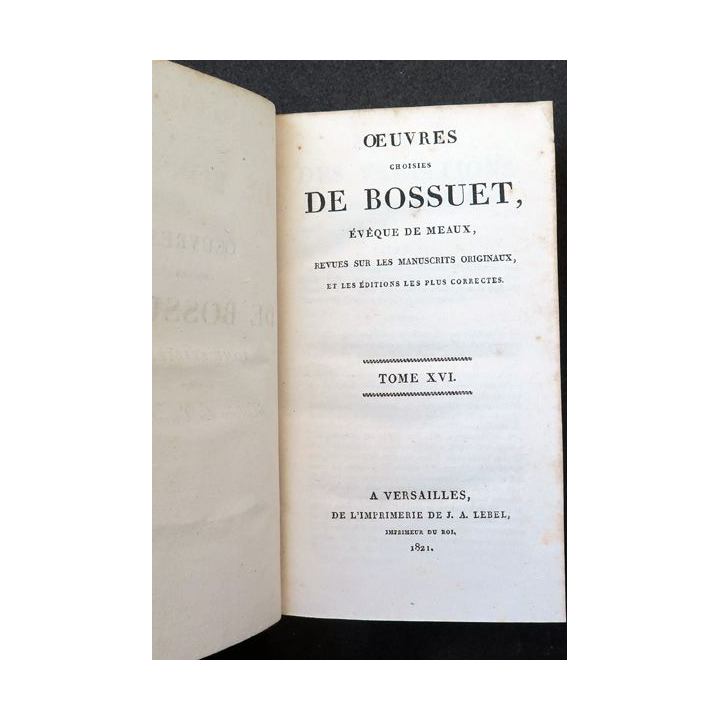 OEUVRES
CHOISIES
DE BOSSUET,
ÉVÊQUE DE MEAUX,
REVUES SUR LES MANUSCRITS ORIGINAUX,
ET LES ÉDITIONS LES PLUS CORRECTES.
TOME XVI.
A VERSAILLES,
DE L'IMPRIMERIE DE J. A. LEBEL,
IMPRIMEUR DU ROI,
1821.